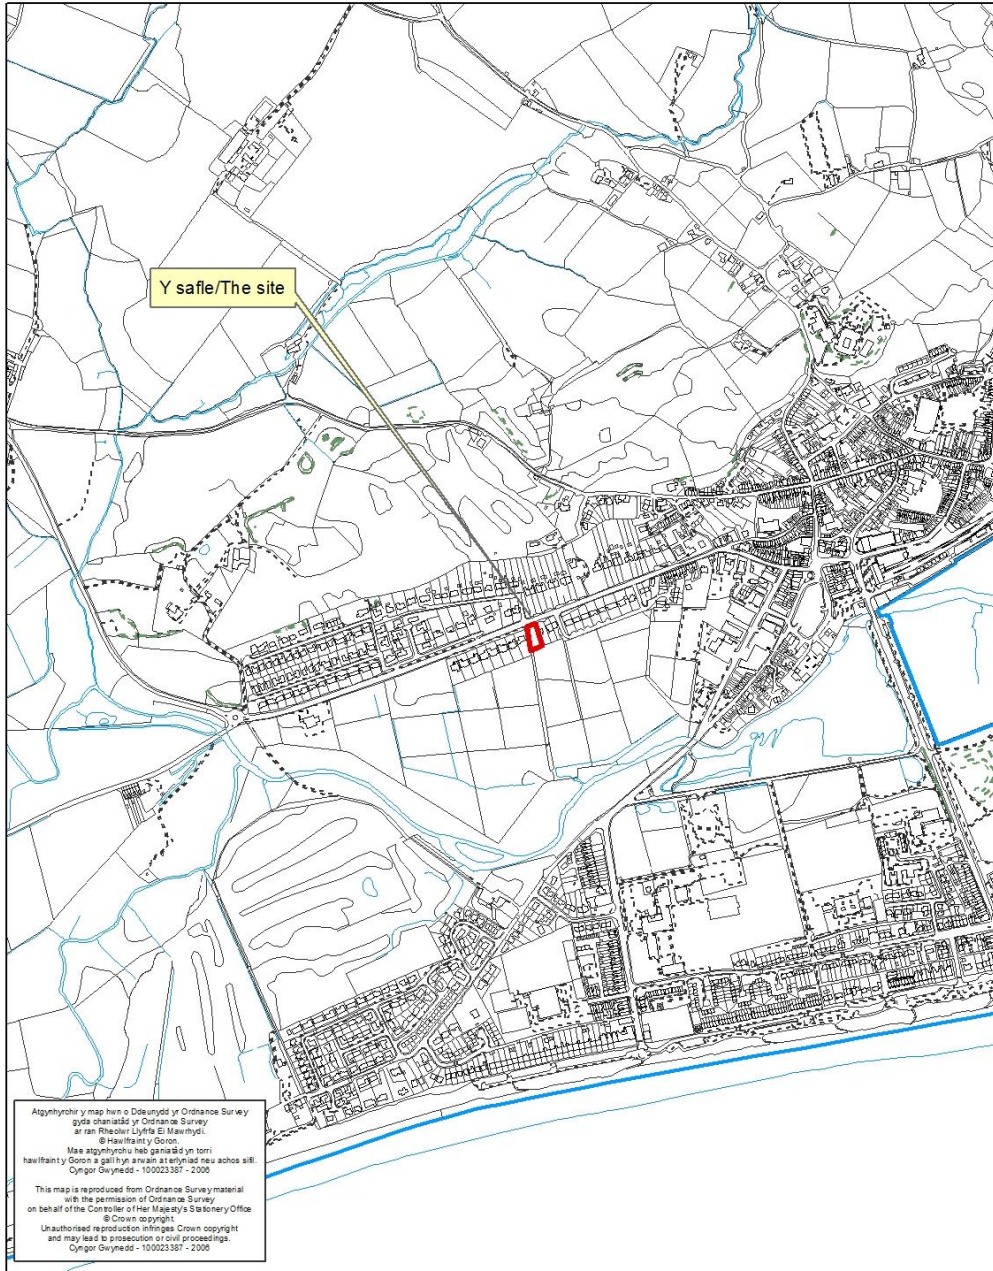 Y safle/The site
Atgynhyrchir y map hwn o Ddeunydd yr Ordnance Survey
gyda chaniatâd yr Ordnance Survey
ar ran Rheolwr Llyfrfa Ei Mawrhydi.
© Hawlfraint y Goron.
Mae atgynhyrchu heb ganiatâd yn torri
hawlfraint y Goron a gall hyn arwain at erlyniad neu achos sifil.
Cyngor Gwynedd - 100023387 - 2006
This map is reproduced from Ordnance Survey material
with the permission of Ordnance Survey
on behalf of the Controller of Her Majesty's Stationery Office
© Crown copyright.
Unauthorised reproduction infringes Crown copyright
and may lead to prosecution or civil proceedings.
Cyngor Gwynedd - 100023387 - 2006